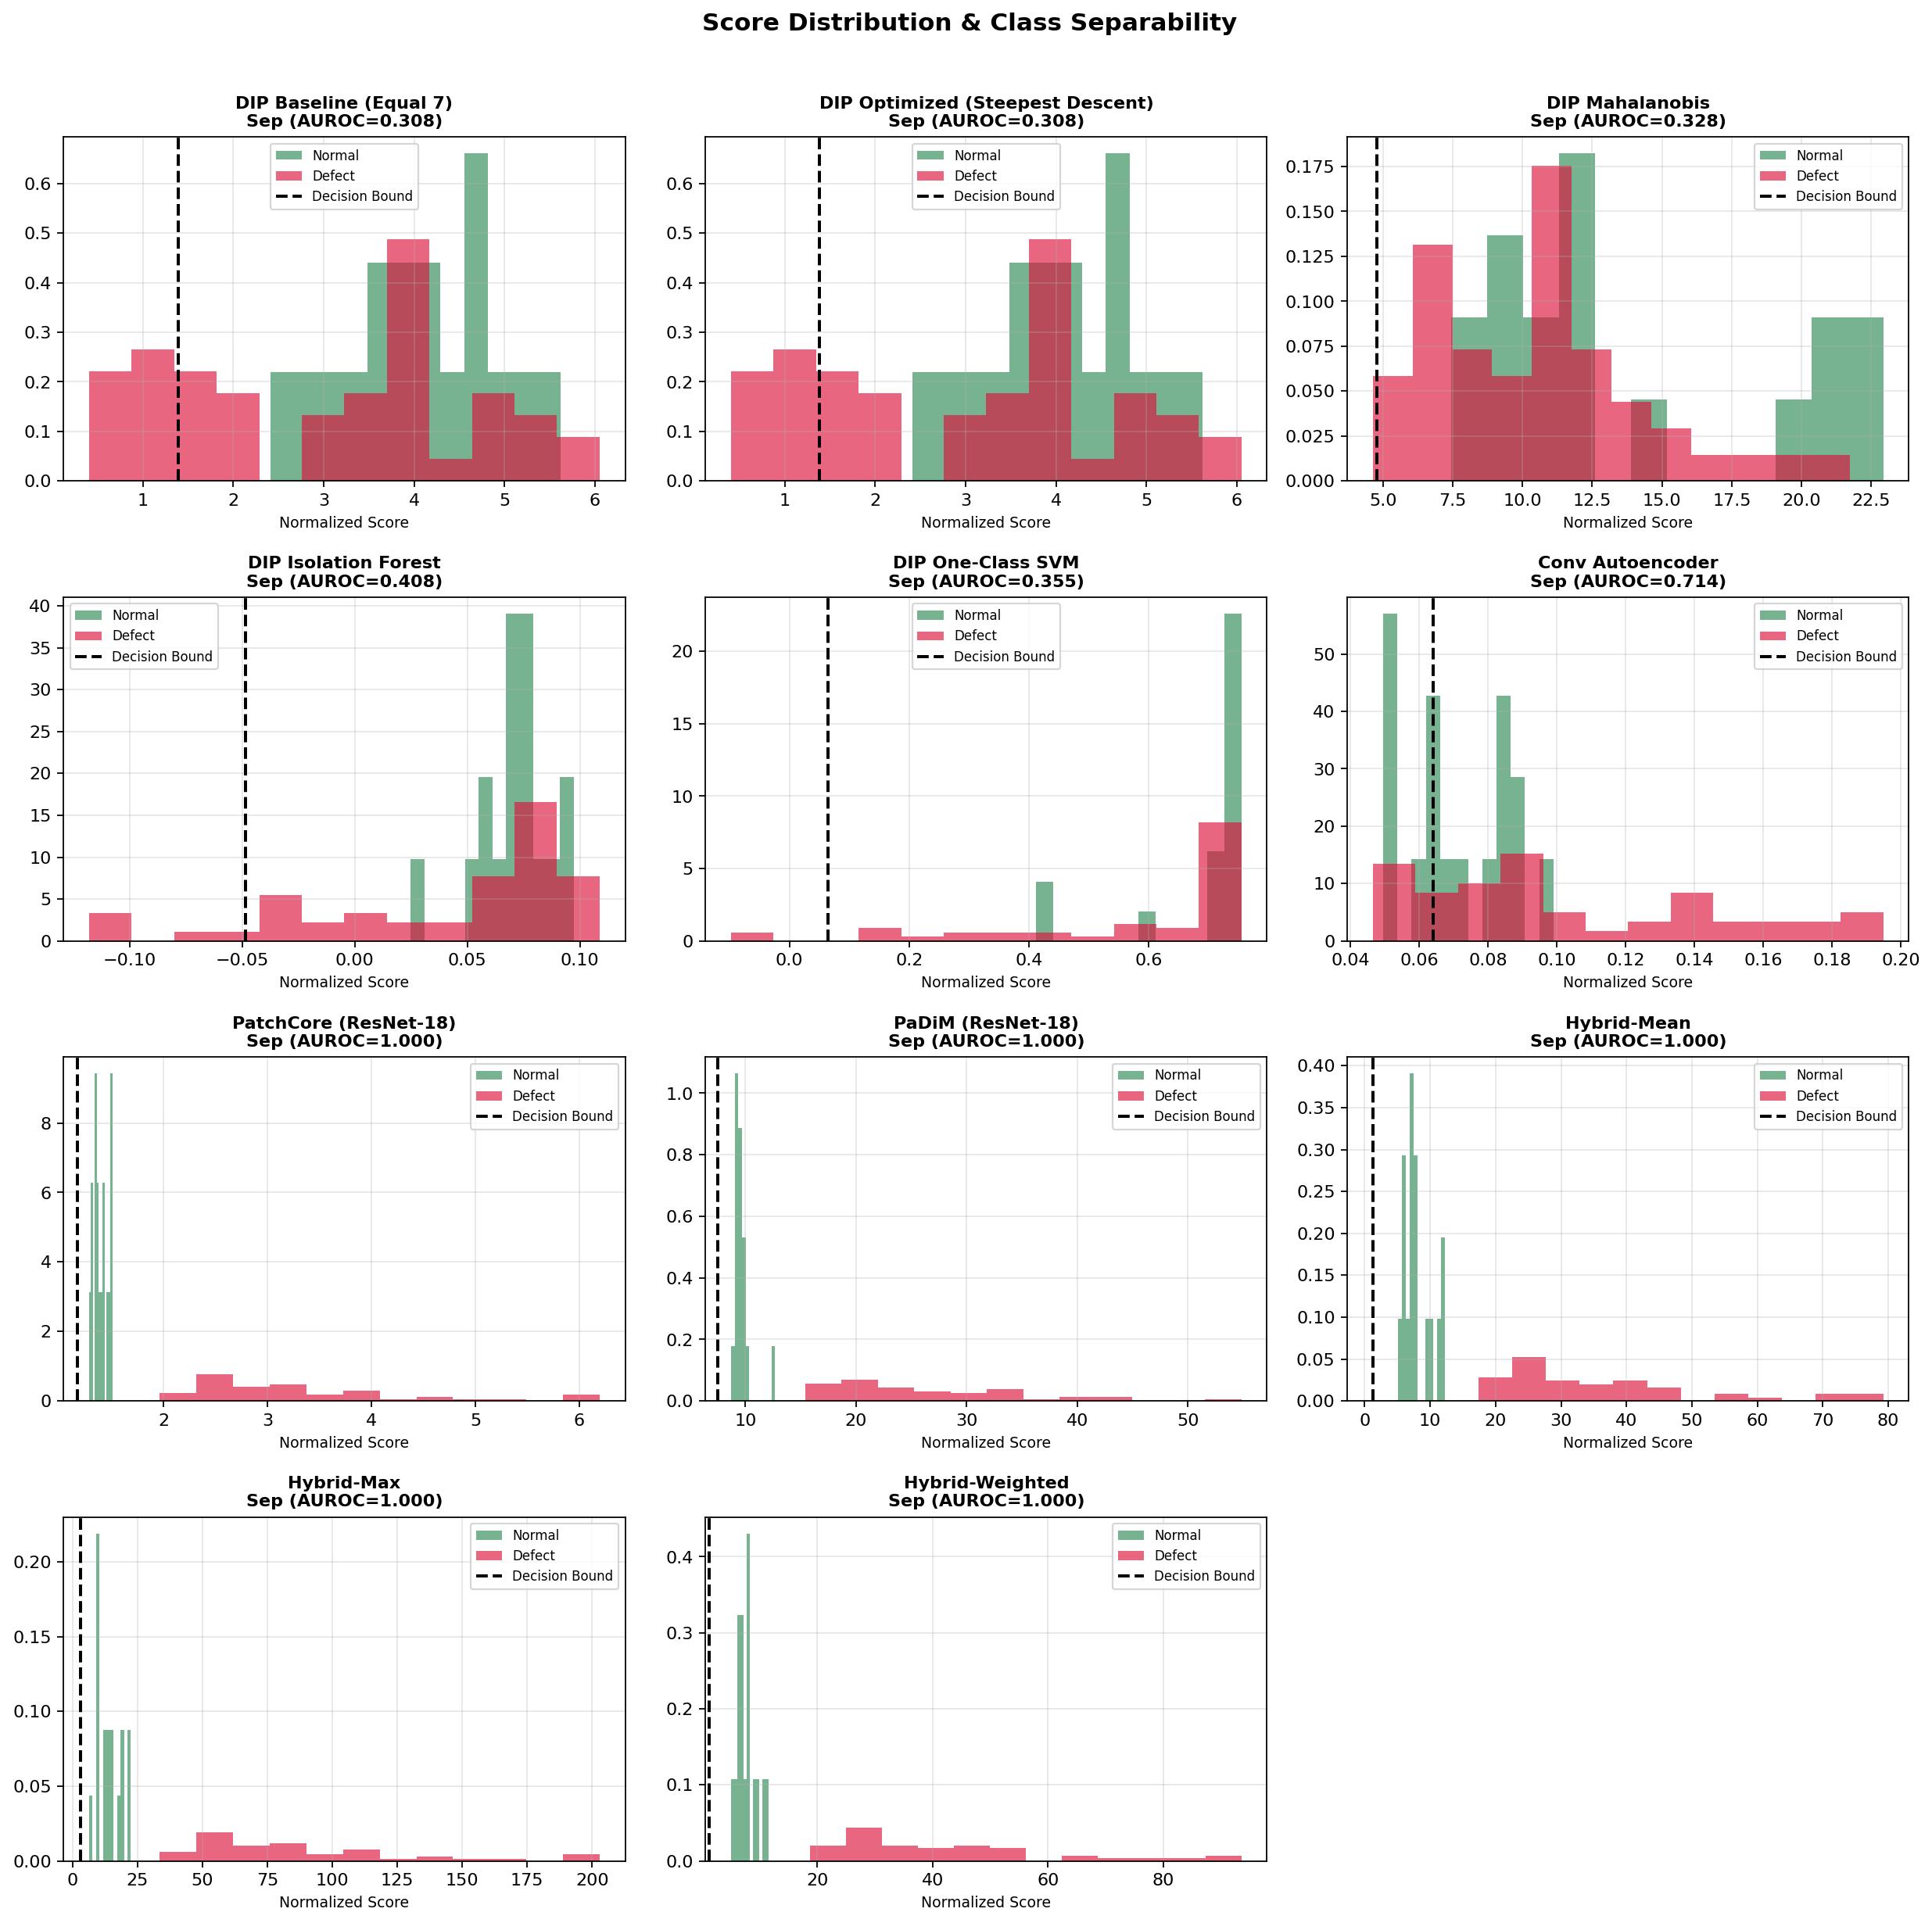 Score Distribution & Class Separability
DIP Baseline (Equal 7)
Sep (AUROC=0.308)
Normal
Defect
Decision Bound
0.6
0.5
0.4
0.3
0.2
0.1
0.0
1 2 3 4 5 6
Normalized Score
DIP Optimized (Steepest Descent)
Sep (AUROC=0.308)
Normal
Defect
Decision Bound
0.6
0.5
0.4
0.3
0.2
0.1
0.0
1 2 3 4 5 6
Normalized Score
DIP Mahalanobis
Sep (AUROC=0.328)
Normal
Defect
Decision Bound
0.175
0.150
0.125
0.100
0.075
0.050
0.025
0.000
5.0 7.5 10.0 12.5 15.0 17.5 20.0 22.5
Normalized Score
DIP Isolation Forest
Sep (AUROC=0.408)
Normal
Defect
Decision Bound
40
35
30
25
20
15
10
5
0
−0.10 −0.05 0.00 0.05 0.10
Normalized Score
DIP One-Class SVM
Sep (AUROC=0.355)
Normal
Defect
Decision Bound
20
15
10
5
0
0.0 0.2 0.4 0.6
Normalized Score
Conv Autoencoder
Sep (AUROC=0.714)
Normal
Defect
Decision Bound
50
40
30
20
10
0
0.04 0.06 0.08 0.10 0.12 0.14 0.16 0.18 0.20
Normalized Score
PatchCore (ResNet-18)
Sep (AUROC=1.000)
Normal
Defect
Decision Bound
8
6
4
2
0
2 3 4 5 6
Normalized Score
PaDiM (ResNet-18)
Sep (AUROC=1.000)
Normal
Defect
Decision Bound
1.0
0.8
0.6
0.4
0.2
0.0
10 20 30 40 50
Normalized Score
Hybrid-Mean
Sep (AUROC=1.000)
Normal
Defect
Decision Bound
0.40
0.35
0.30
0.25
0.20
0.15
0.10
0.05
0.00
0 10 20 30 40 50 60 70 80
Normalized Score
Hybrid-Max
Sep (AUROC=1.000)
Normal
Defect
Decision Bound
0.20
0.15
0.10
0.05
0.00
0 25 50 75 100 125 150 175 200
Normalized Score
Hybrid-Weighted
Sep (AUROC=1.000)
Normal
Defect
Decision Bound
0.4
0.3
0.2
0.1
0.0
20 40 60 80
Normalized Score